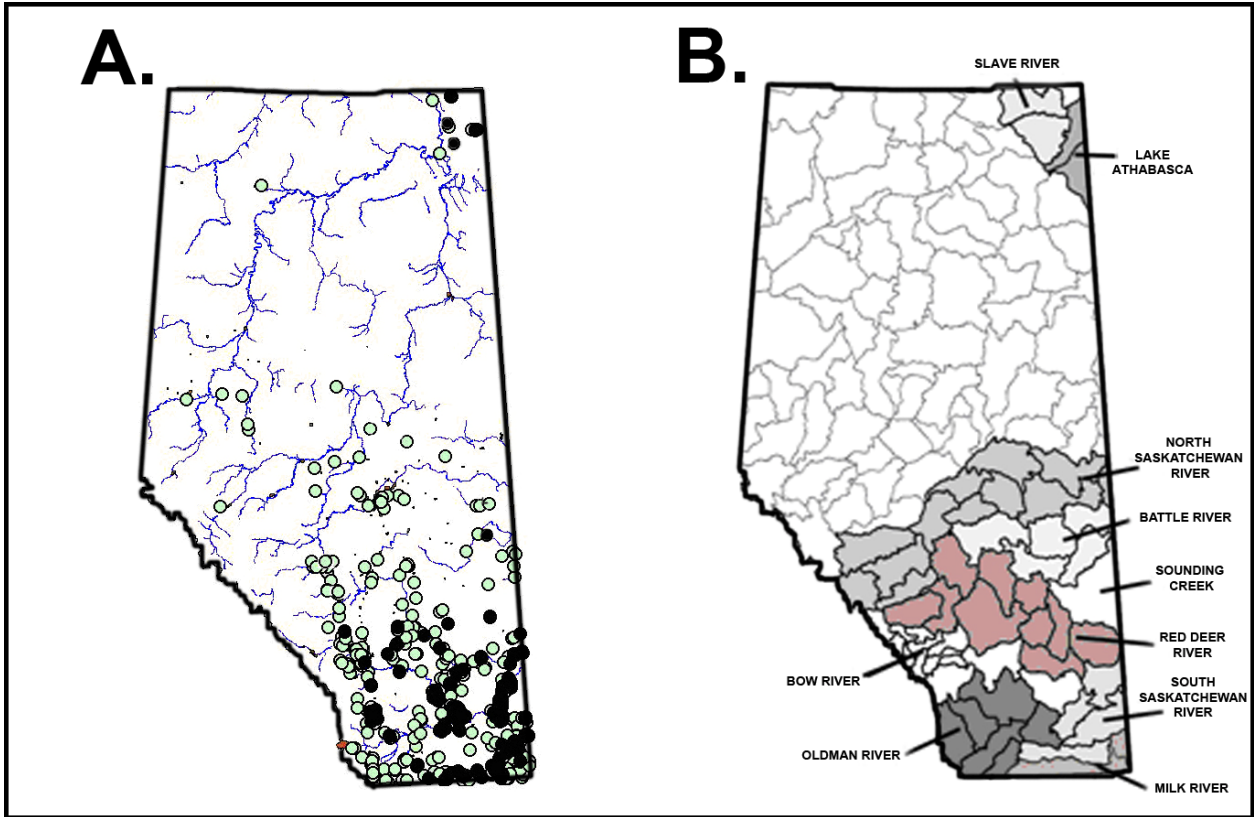 A.
B.
SLAVE RIVER
LAKE
ATHABASCA
NORTH
SASKATCHEWAN
RIVER
BATTLE RIVER
SOUNDING
CREEK
RED DEER
RIVER
BOW RIVER
SOUTH
SASKATCHEWAN
RIVER
OLDMAN RIVER
MILK RIVER